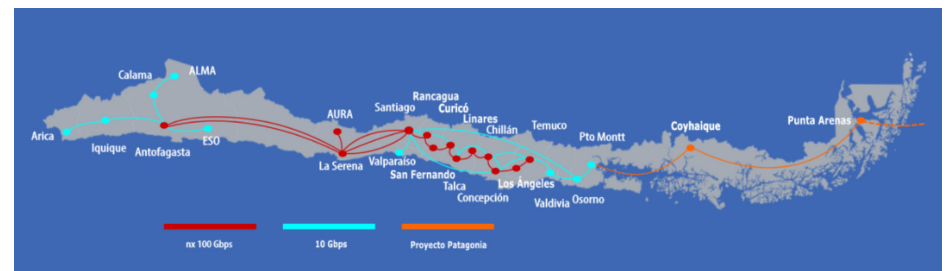 Calama
ALMA
Arica
Iquique
Antofagasta
ESO
AURA
La Serena
Santiago
Valparaíso
Rancagua
Curicó
Linares
Chillán
San Fernando
Talca
Concepción
Los Ángeles
Temuco
Valdivia
Osorno
Pto Montt
Coyhaique
Punta Arenas
nx 100 Gbps
10 Gbps
Proyecto Patagonia